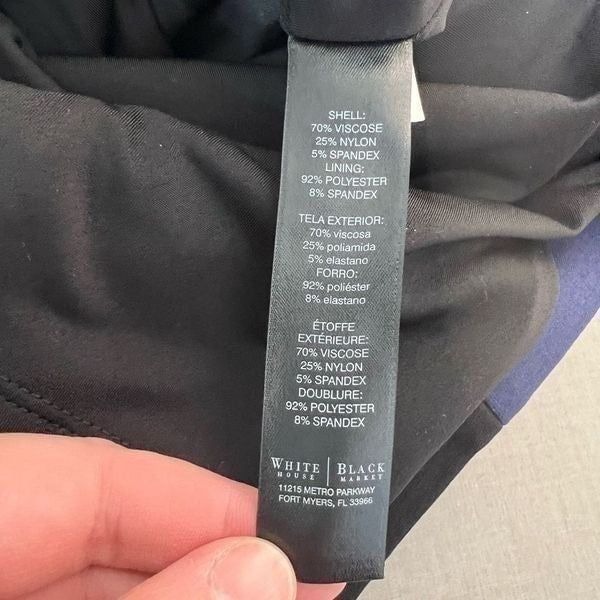 SHELL:
70% VISCOSE
25% NYLON
5% SPANDEX
LINING:
92% POLYESTER
8% SPANDEX
TELA EXTERIOR:
70% viscosa
25% poliamida
5% elastano
FORRO:
92% poliéster
8% elastano
ÉTOFFE
EXTÉRIEURE:
70% VISCOSE
25% NYLON
5% SPANDEX
DOUBLURE:
92% POLYESTER
8% SPANDEX
WHITE | BLACK
HOUSE | MARKET
11215 METRO PARKWAY
FORT MYERS, FL 33966